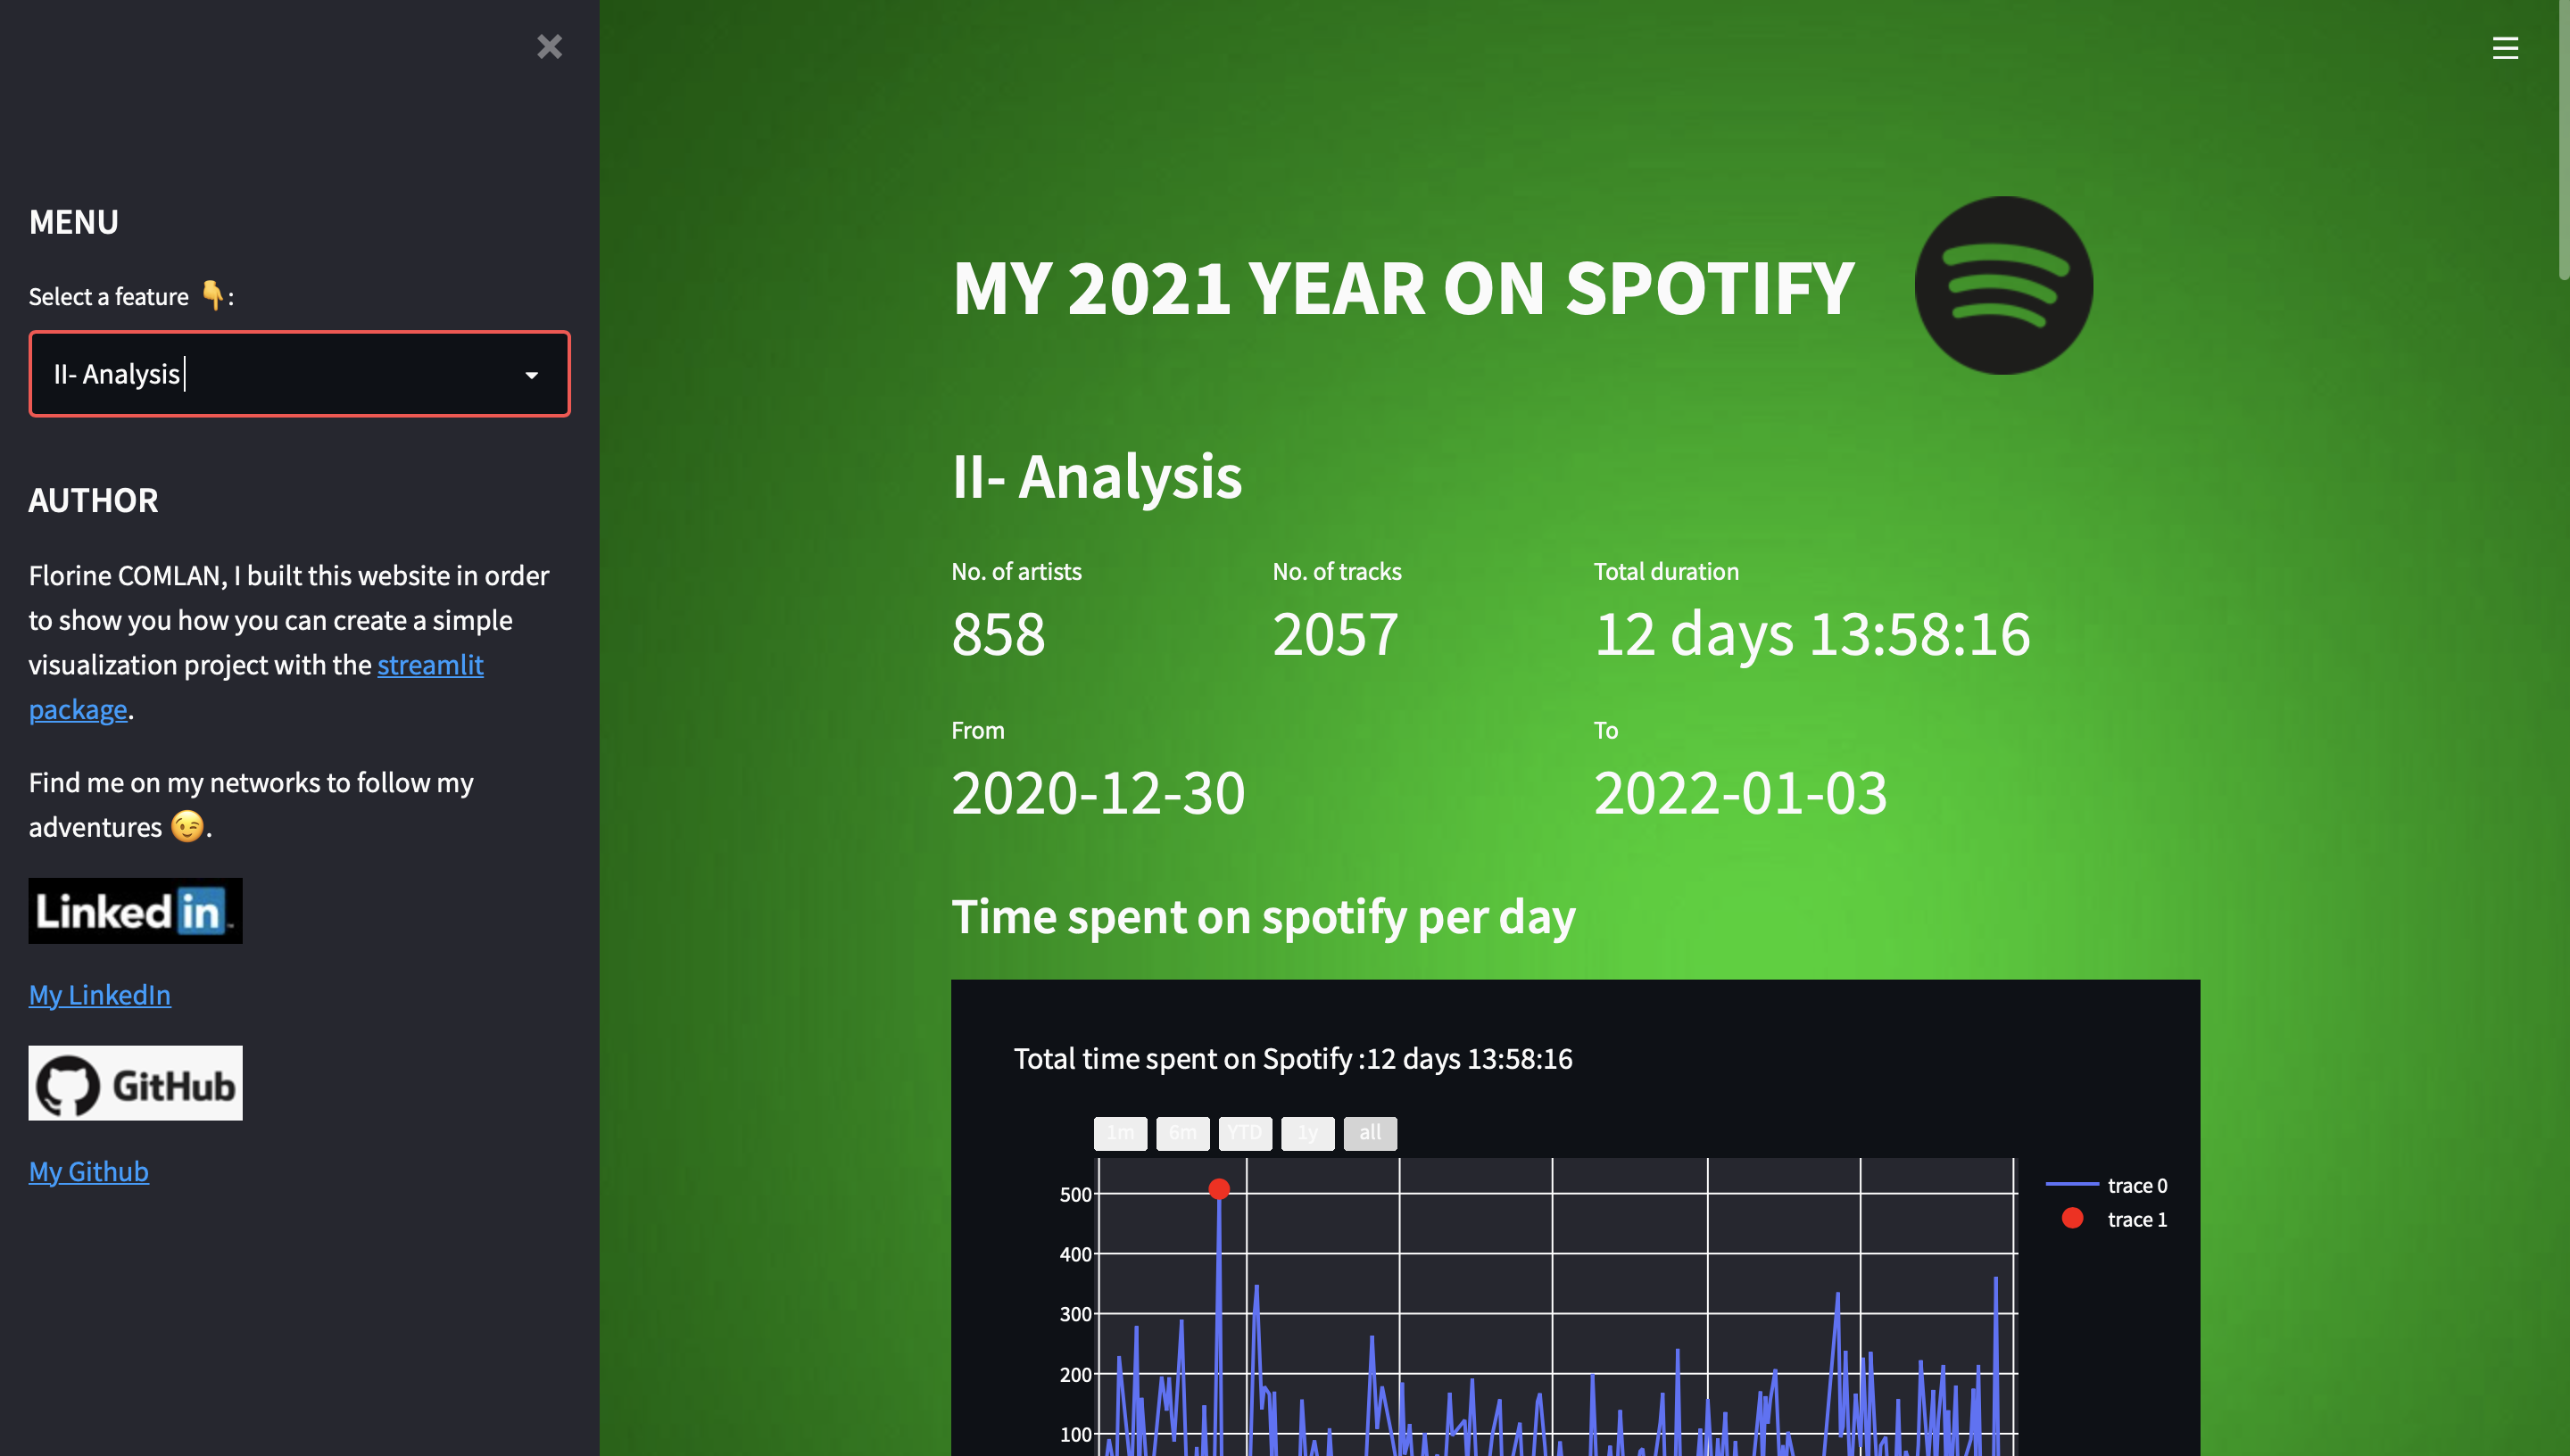 MENU
Select a feature 👇:
II- Analysis
AUTHOR
Florine COMLAN, I built this website in order
to show you how you can create a simple
visualization project with the streamlit
package.
Find me on my networks to follow my
adventures 😉.
Linked in
My LinkedIn
GitHub
My Github
MY 2021 YEAR ON SPOTIFY
II- Analysis
No. of artists
858
No. of tracks
2057
Total duration
12 days 13:58:16
From
2020-12-30
To
2022-01-03
Time spent on spotify per day
Total time spent on Spotify :12 days 13:58:16
1m 6m YTD 1y all
500
400
300
200
100
trace 0
trace 1